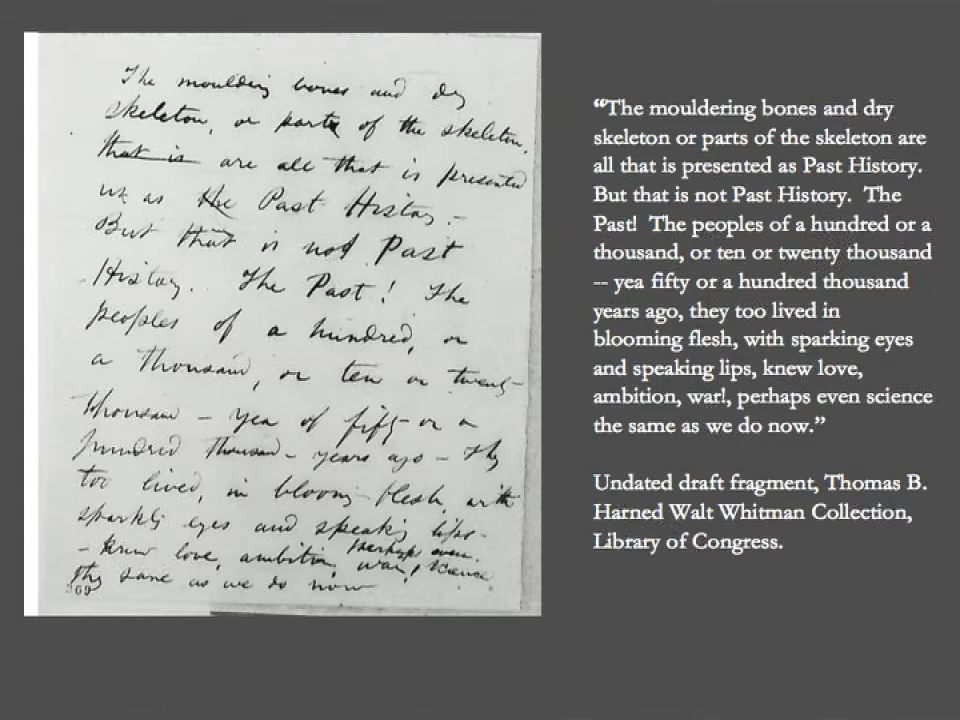 The moulding bones and dry
skeleton, or parts of the skeleton,
that is are all that is presented
us as the Past History –
But that is not Past
History. The Past! The
peoples of a hundred, or
a thousand, or ten or twenty
thousand – yea of fifty or a
hundred thousand – years ago – they
too lived, in bloomg flesh, with
sparklg eyes and speakg lips –
– knew love, ambition, war! perhaps even science
the same as we do now
369
“The mouldering bones and dry
skeleton or parts of the skeleton are
all that is presented as Past History.
But that is not Past History. The
Past! The peoples of a hundred or a
thousand, or ten or twenty thousand
-- yea fifty or a hundred thousand
years ago, they too lived in
blooming flesh, with sparking eyes
and speaking lips, knew love,
ambition, war!, perhaps even science
the same as we do now.”
Undated draft fragment, Thomas B.
Harned Walt Whitman Collection,
Library of Congress.